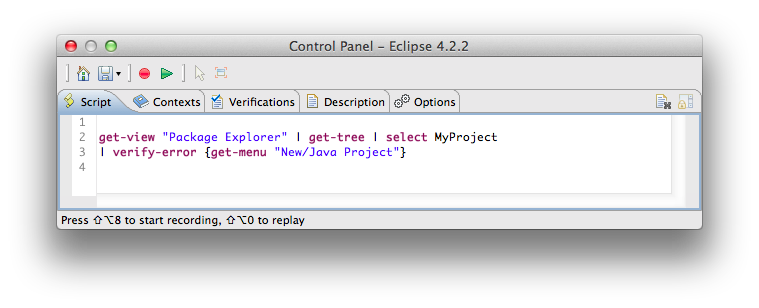 Control Panel – Eclipse 4.2.2
Script Contexts Verifications Description Options
1
2 get-view "Package Explorer" | get-tree | select MyProject
3 | verify-error {get-menu "New/Java Project"}
4
Press ⇧⌥8 to start recording, ⇧⌥0 to replay